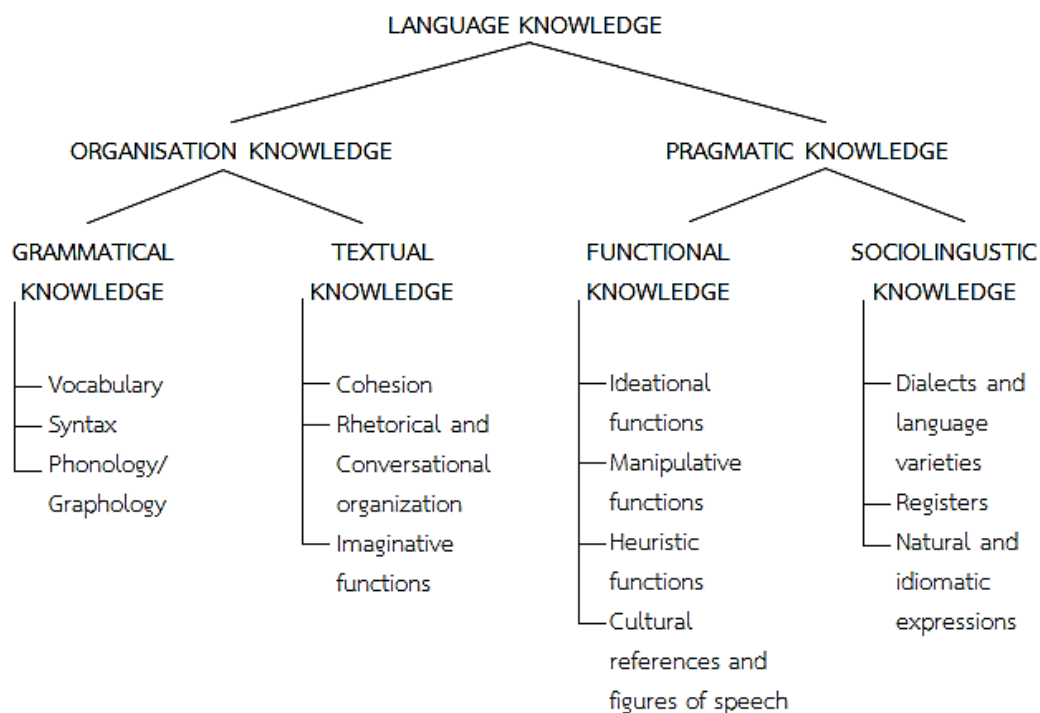 LANGUAGE KNOWLEDGE
ORGANISATION KNOWLEDGE
PRAGMATIC KNOWLEDGE
GRAMMATICAL
KNOWLEDGE
Vocabulary
Syntax
Phonology/
Graphology
TEXTUAL
KNOWLEDGE
Cohesion
Rhetorical and
Conversational
organization
Imaginative
functions
FUNCTIONAL
KNOWLEDGE
Ideational
functions
Manipulative
functions
Heuristic
functions
Cultural
references and
figures of speech
SOCIOLINGUSTIC
KNOWLEDGE
Dialects and
language
varieties
Registers
Natural and
idiomatic
expressions